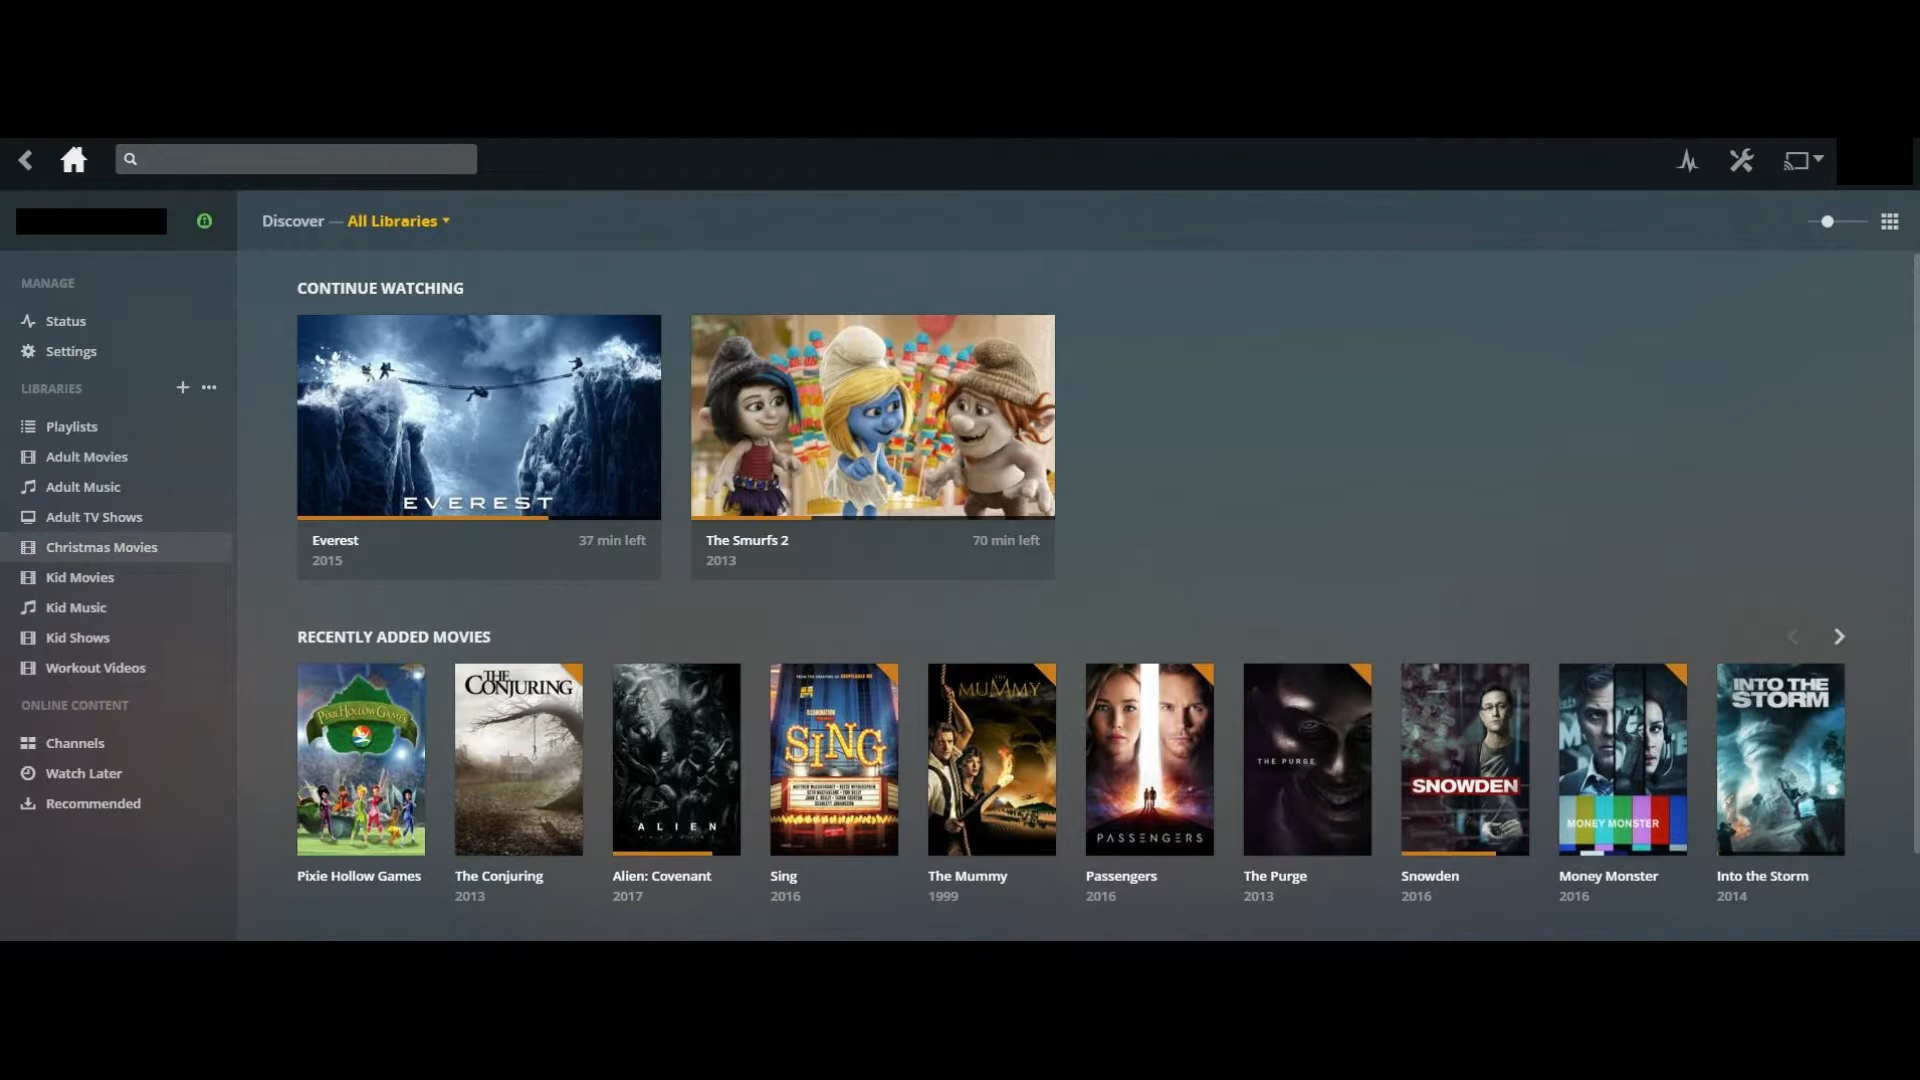 Discover — All Libraries
MANAGE
Status
Settings
LIBRARIES
Playlists
Adult Movies
Adult Music
Adult TV Shows
Christmas Movies
Kid Movies
Kid Music
Kid Shows
Workout Videos
ONLINE CONTENT
Channels
Watch Later
Recommended
CONTINUE WATCHING
EVEREST
Everest
37 min left
2015
The Smurfs 2
70 min left
2013
RECENTLY ADDED MOVIES
PIXIE HOLLOW GAMES
THE CONJURING
ALIEN
SING
THE MUMMY
PASSENGERS
THE PURGE
SNOWDEN
MONEY MONSTER
INTO THE STORM
Pixie Hollow Games
The Conjuring
2013
Alien: Covenant
2017
Sing
2016
The Mummy
1999
Passengers
2016
The Purge
2013
Snowden
2016
Money Monster
2016
Into the Storm
2014